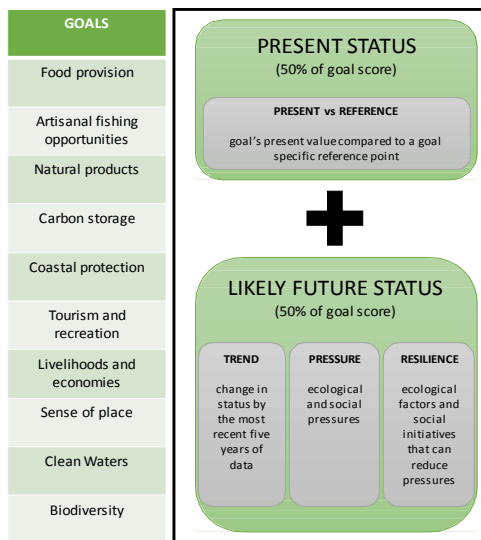 GOALS
Food provision
Artisanal fishing
opportunities
Natural products
Carbon storage
Coastal protection
Tourism and
recreation
Livelihoods and
economies
Sense of place
Clean Waters
Biodiversity
PRESENT STATUS
(50% of goal score)
PRESENT vs REFERENCE
goal's present value compared to a goal
specific reference point
LIKELY FUTURE STATUS
(50% of goal score)
TREND
change in
status by
the most
recent five
years of
data
PRESSURE
ecological
and social
pressures
RESILIENCE
ecological
factors and
social
initiatives
that can
reduce
pressures